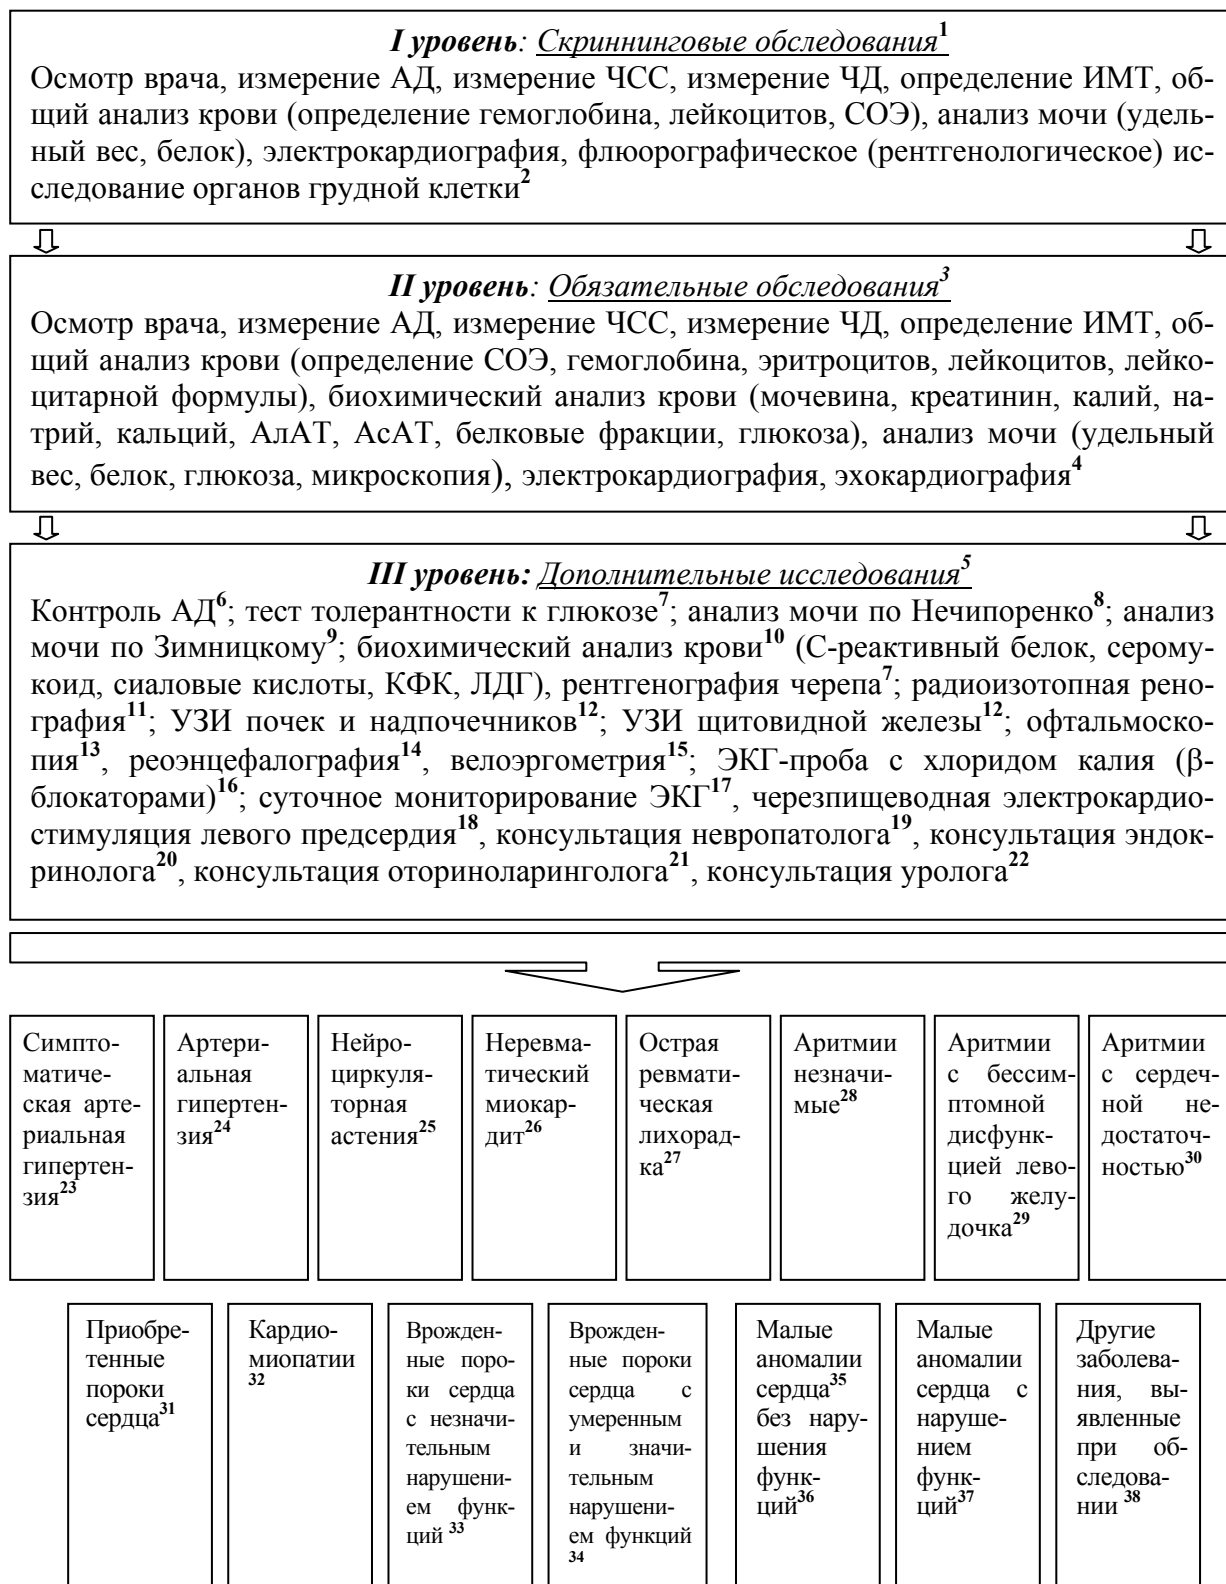 I уровень: Скриннинговые обследования1
Осмотр врача, измерение АД, измерение ЧСС, измерение ЧД, определение ИМТ, об-
щий анализ крови (определение гемоглобина, лейкоцитов, СОЭ), анализ мочи (удель-
ный вес, белок), электрокардиография, флюорографическое (рентгенологическое) ис-
следование органов грудной клетки2
II уровень: Обязательные обследования3
Осмотр врача, измерение АД, измерение ЧСС, измерение ЧД, определение ИМТ, об-
щий анализ крови (определение СОЭ, гемоглобина, эритроцитов, лейкоцитов, лейко-
цитарной формулы), биохимический анализ крови (мочевина, креатинин, калий, на-
трий, кальций, АлАТ, АсАТ, белковые фракции, глюкоза), анализ мочи (удельный
вес, белок, глюкоза, микроскопия), электрокардиография, эхокардиография4
III уровень: Дополнительные исследования5
Контроль АД6; тест толерантности к глюкозе7; анализ мочи по Нечипоренко8; анализ
мочи по Зимницкому9; биохимический анализ крови10 (С-реактивный белок, серому-
коид, сиаловые кислоты, КФК, ЛДГ), рентгенография черепа7; радиоизотопная рено-
графия11; УЗИ почек и надпочечников12; УЗИ щитовидной железы12; офтальмоско-
пия13, реоэнцефалография14, велоэргометрия15; ЭКГ-проба с хлоридом калия (β-
блокаторами)16; суточное мониторирование ЭКГ17, черезпищеводная электрокардио-
стимуляция левого предсердия18, консультация невропатолога19, консультация эндок-
ринолога20, консультация оториноларинголога21, консультация уролога22
Симпто-
матиче-
ская арте-
риальная
гипертен-
зия23
Артери-
альная
гипертен-
зия24
Нейро-
циркуля-
торная
астения25
Неревма-
тический
миокар-
дит26
Острая
ревмати-
ческая
лихорад-
ка27
Аритмии
незначи-
мые28
Аритмии
с бессим-
птомной
дисфунк-
цией лево-
го желу-
дочка29
Аритмии
с сердеч-
ной не-
достаточ-
ностью30
Приобре-
тенные
пороки
сердца31
Кардио-
миопатии
32
Врожден-
ные поро-
ки сердца
с незначи-
тельным
нарушени-
ем функ-
ций 33
Врожден-
ные пороки
сердца с
умеренным
и значи-
тельным
нарушени-
ем функций
34
Малые
аномалии
сердца35
без нару-
шения
функ-
ций36
Малые
аномалии
сердца с
наруше-
нием
функ-
ций37
Другие
заболева-
ния, вы-
явленные
при об-
следова-
нии 38